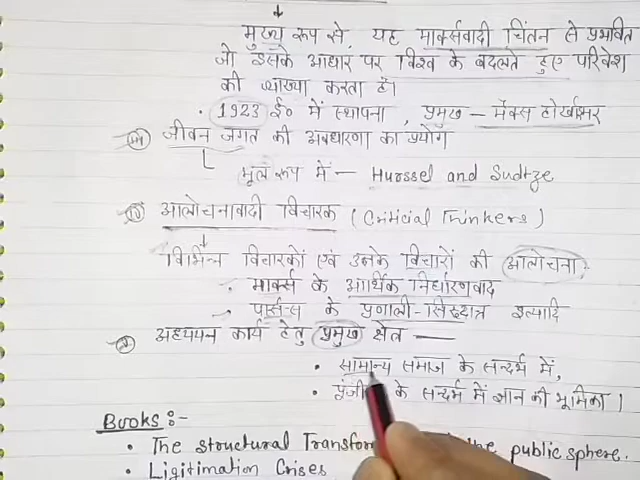 मुख्य रूप से, यह मार्क्सवादी चिंतन से प्रभावित
जो इसके आधार पर विश्व के बदलते हुए परिवेश
की व्याख्या करता है।
• 1923 ई० में स्थापना, प्रमुख – मैक्स होर्खाइमर
जीवन जगत की अवधारणा का प्रयोग
मूल रूप में – Hurssel and Sudtze
आलोचनावादी विचारक (Criticial Thinkers)
विभिन्न विचारकों एवं उनके विचारों की आलोचना:
मार्क्स के आर्थिक निर्धारणवाद
पार्सन्स के प्रणाली-सिद्धान्त इत्यादि
अध्ययन कार्य हेतु प्रमुख क्षेत्र —
• सामान्य समाज के सन्दर्भ में,
• के सन्दर्भ में ज्ञान की भूमिका।
Books:-
• The structural the public sphere.
• Ligitimation Crises